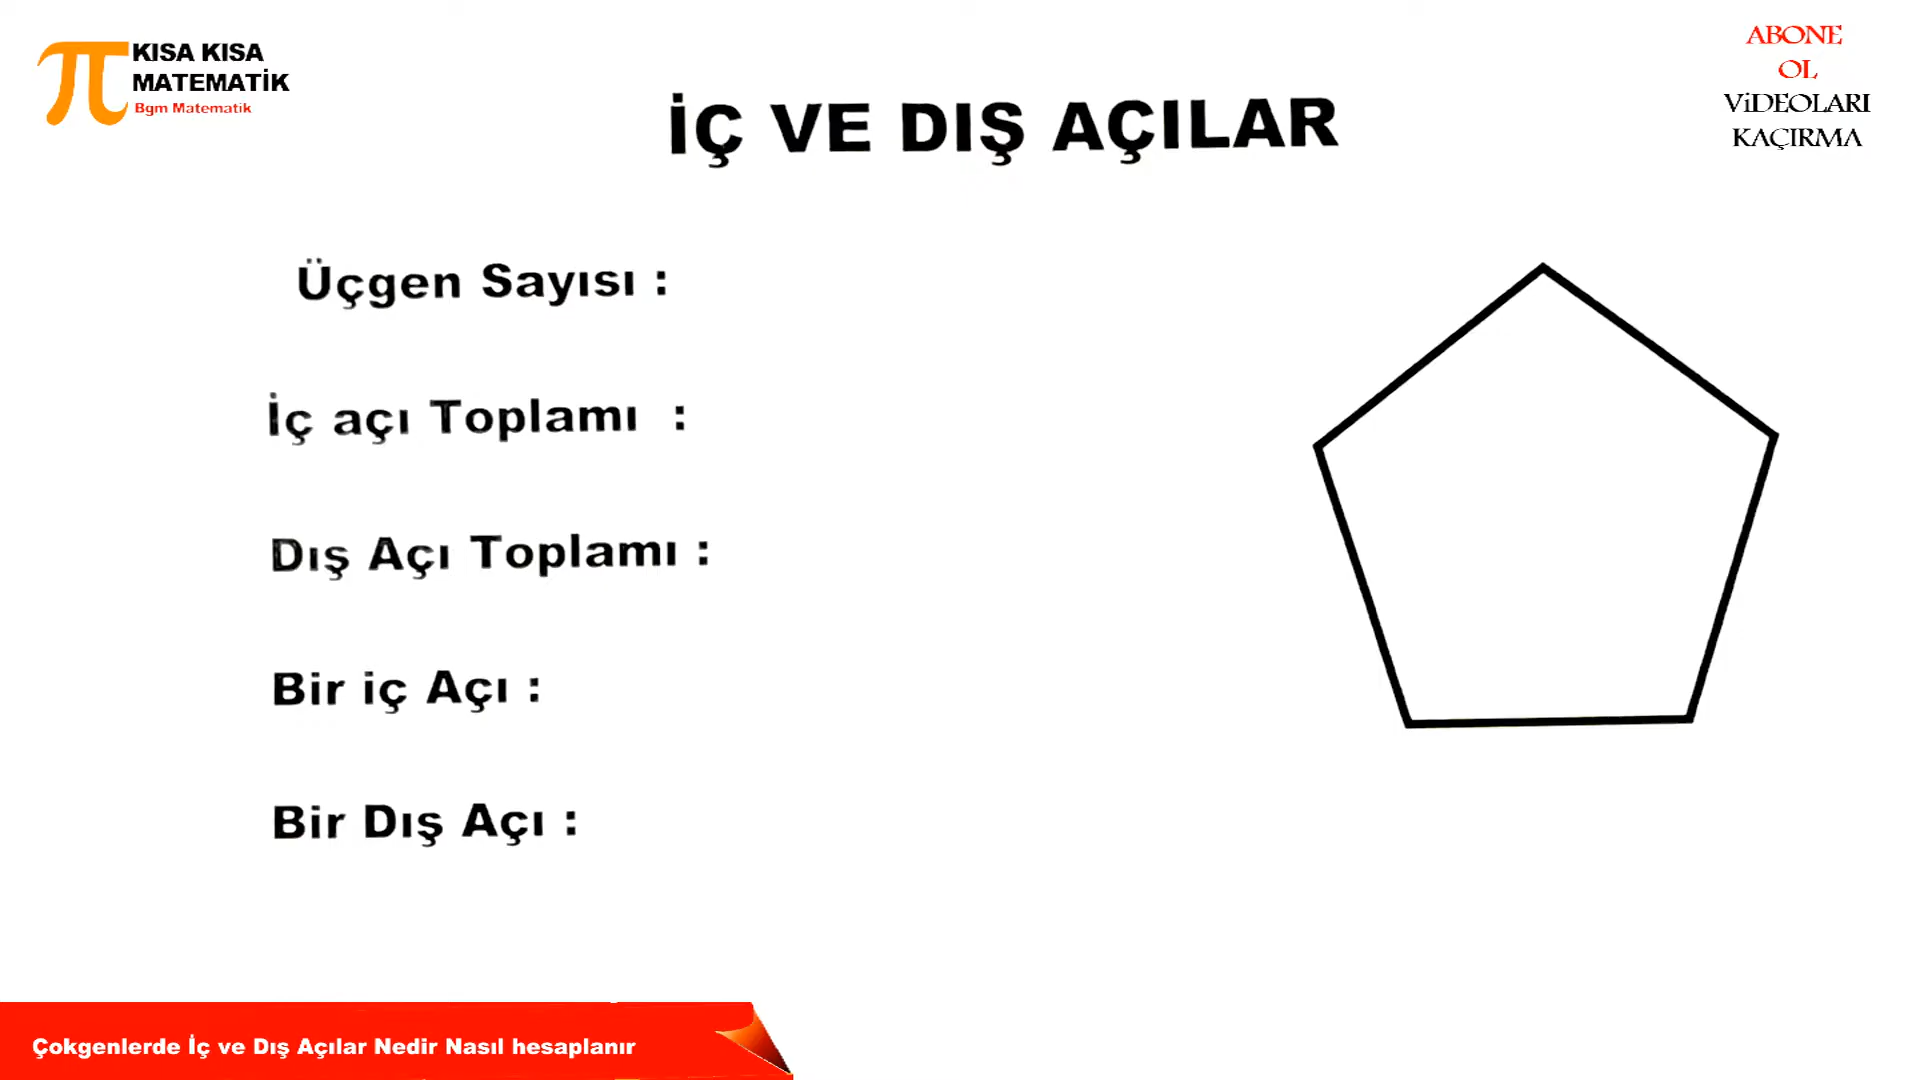 KISA KISA
MATEMATİK
Bgm Matematik
ABONE
OL
ViDEOLARI
KAÇIRMA
İÇ VE DIŞ AÇILAR
Üçgen Sayısı :
İç açı Toplamı :
Dış Açı Toplamı :
Bir iç Açı :
Bir Dış Açı :
Çokgenlerde İç ve Dış Açılar Nedir Nasıl hesaplanır